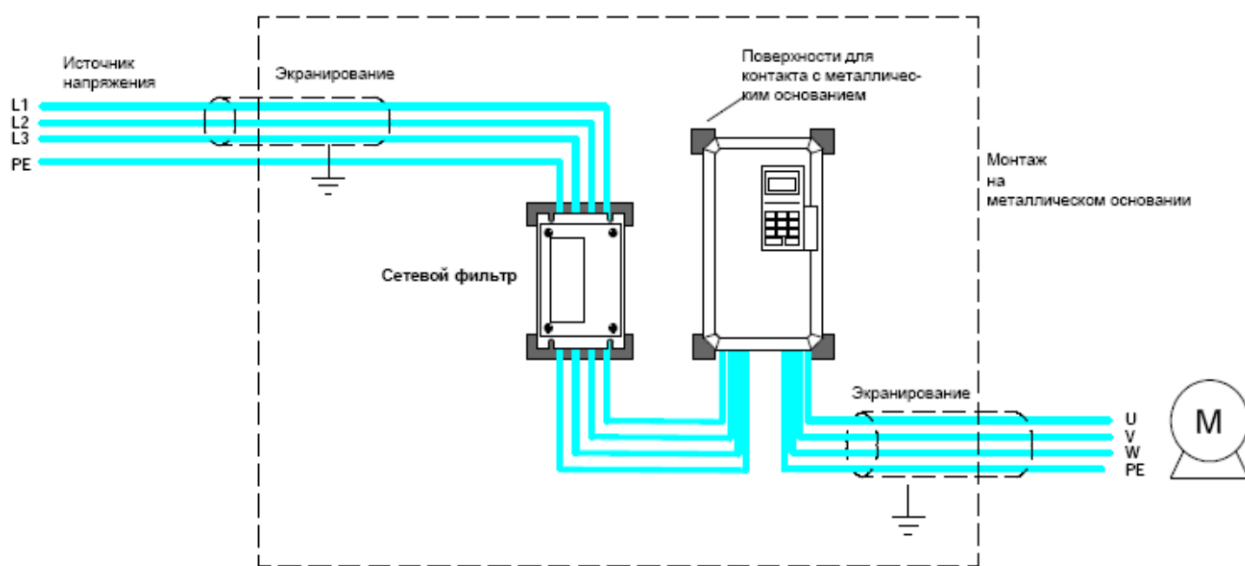 Источник
напряжения
Экранирование
Поверхности для
контакта с металличес-
ким основанием
L1
L2
L3
PE
Монтаж
на
металлическом основании
Сетевой фильтр
Экранирование
U
V
W
PE
M